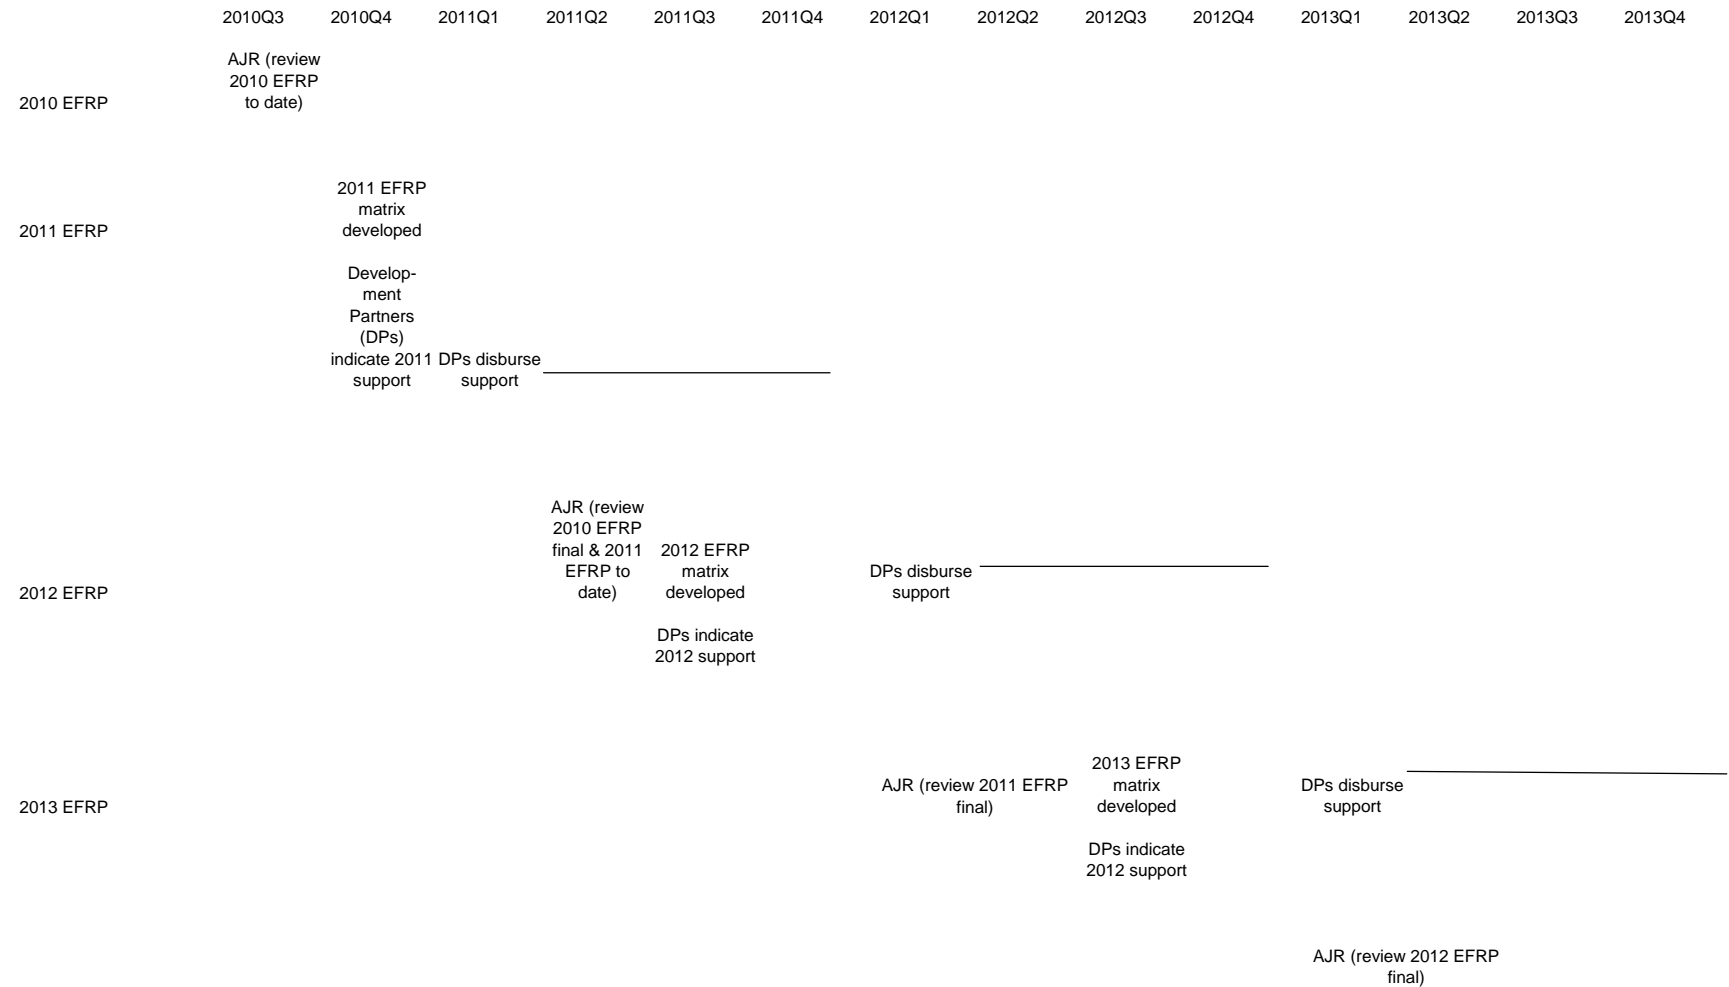 2010Q3 2010Q4 2011Q1 2011Q2 2011Q3 2011Q4 2012Q1 2012Q2 2012Q3 2012Q4 2013Q1 2013Q2 2013Q3 2013Q4
2010 EFRP
AJR (review
2010 EFRP
to date)
2011 EFRP
2011 EFRP
matrix
developed
Develop-
ment
Partners
(DPs)
indicate 2011
support
DPs disburse
support
2012 EFRP
AJR (review
2010 EFRP
final & 2011
EFRP to
date)
2012 EFRP
matrix
developed
DPs indicate
2012 support
DPs disburse
support
2013 EFRP
AJR (review 2011 EFRP
final)
2013 EFRP
matrix
developed
DPs indicate
2012 support
DPs disburse
support
AJR (review 2012 EFRP
final)